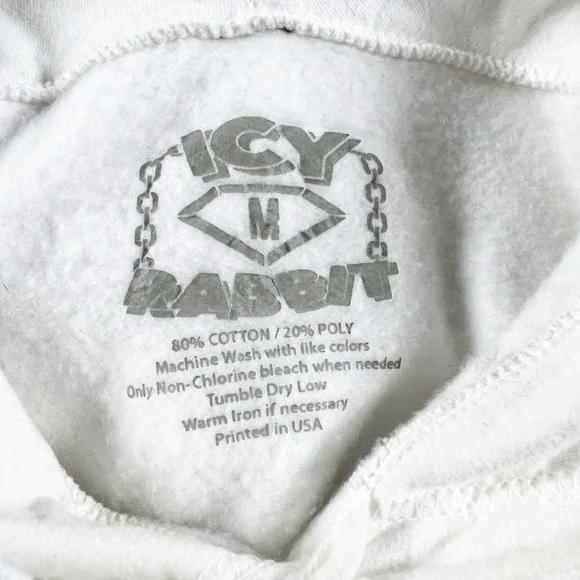 ICY
M
RABBIT
80% COTTON / 20% POLY
Machine Wash with like colors
Only Non-Chlorine bleach when needed
Tumble Dry Low
Warm Iron if necessary
Printed in USA